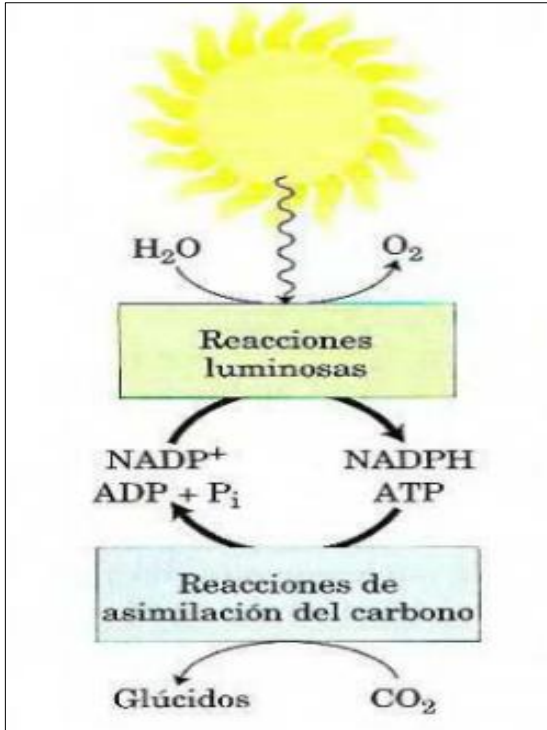 H₂O
O₂
Reacciones
luminosas
NADP⁺
NADPH
ADP + Pᵢ
ATP
Reacciones de
asimilación del carbono
Glúcidos
CO₂